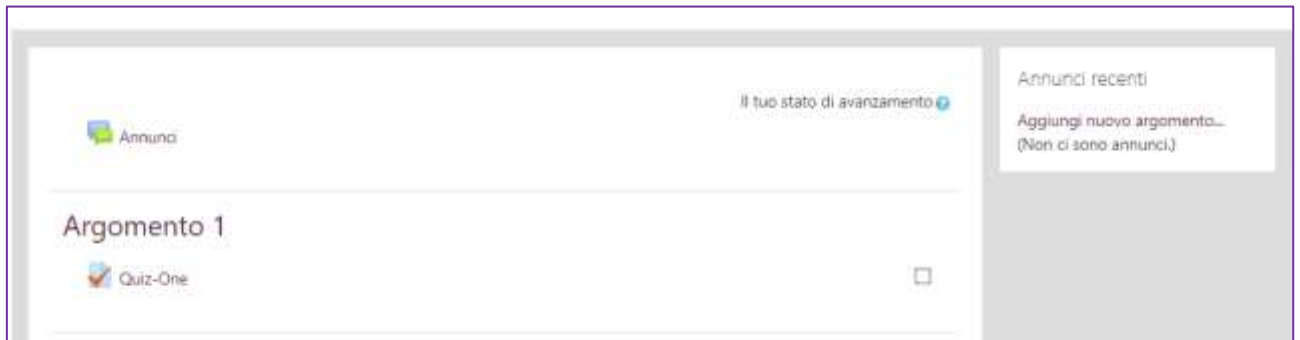 Il tuo stato di avanzamento
Annunci
Argomento 1
Quiz-One
Annunci recenti
Aggiungi nuovo argomento...
(Non ci sono annunci.)